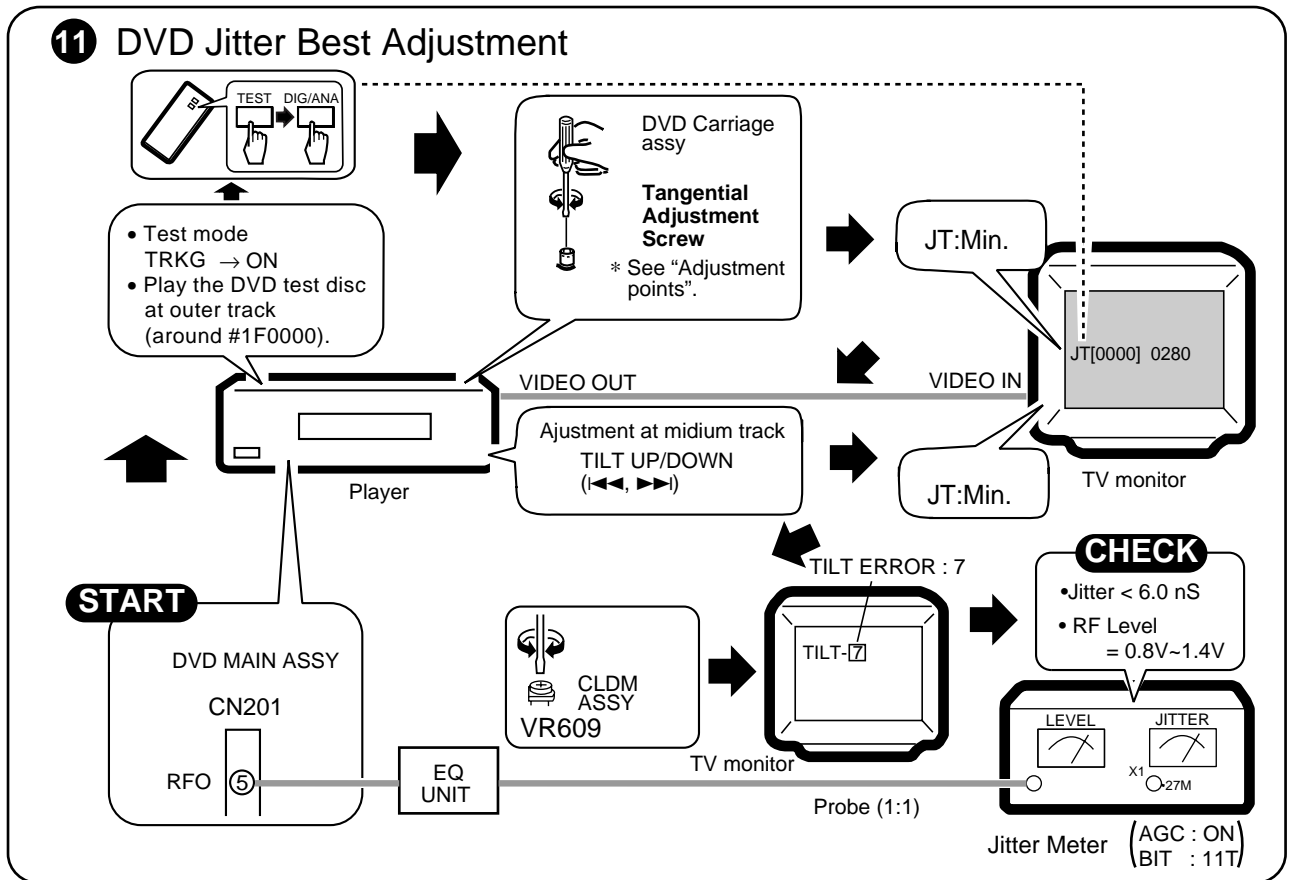 11 DVD Jitter Best Adjustment
TEST DIG/ANA
• Test mode
TRKG → ON
• Play the DVD test disc
at outer track
(around #1F0000).
DVD Carriage
assy
Tangential
Adjustment
Screw
* See “Adjustment
points”.
JT:Min.
JT[0000] 0280
VIDEO OUT
VIDEO IN
Ajustment at midium track
TILT UP/DOWN
(I◄◄, ►►I)
JT:Min.
TV monitor
Player
START
DVD MAIN ASSY
CN201
RFO ⑤
EQ
UNIT
CLDM
ASSY
VR609
TILT ERROR : 7
TILT-7
TV monitor
Probe (1:1)
CHECK
•Jitter < 6.0 nS
• RF Level
= 0.8V~1.4V
LEVEL JITTER
X1 27M
Jitter Meter (AGC : ON
BIT : 11T)